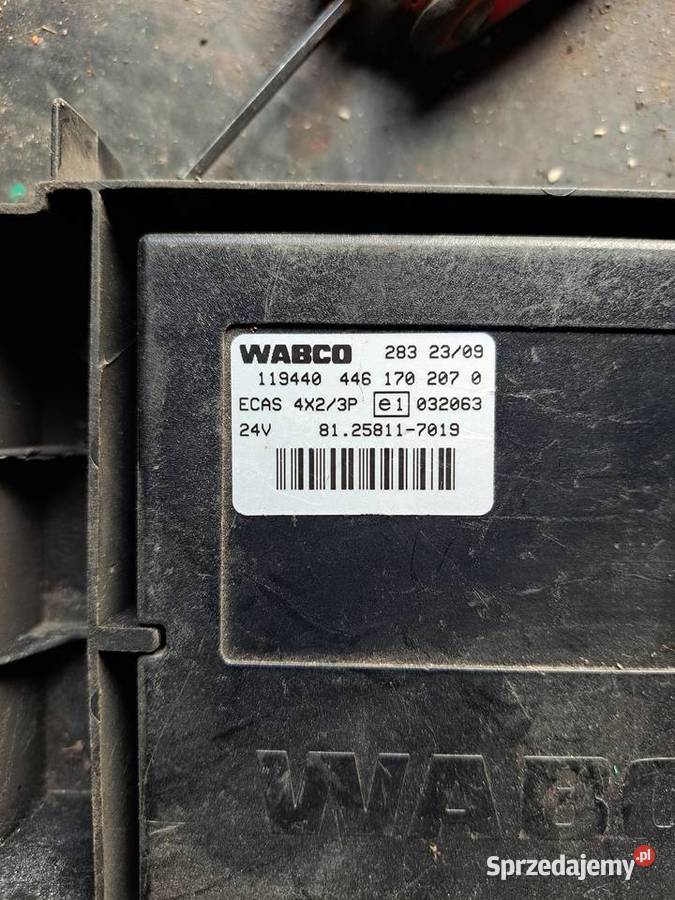 WABCO 283 23/09
119440 446 170 207 0
ECAS 4X2/3P e1 032063
24V 81.25811-7019
WABC
Sprzedajemy.pl